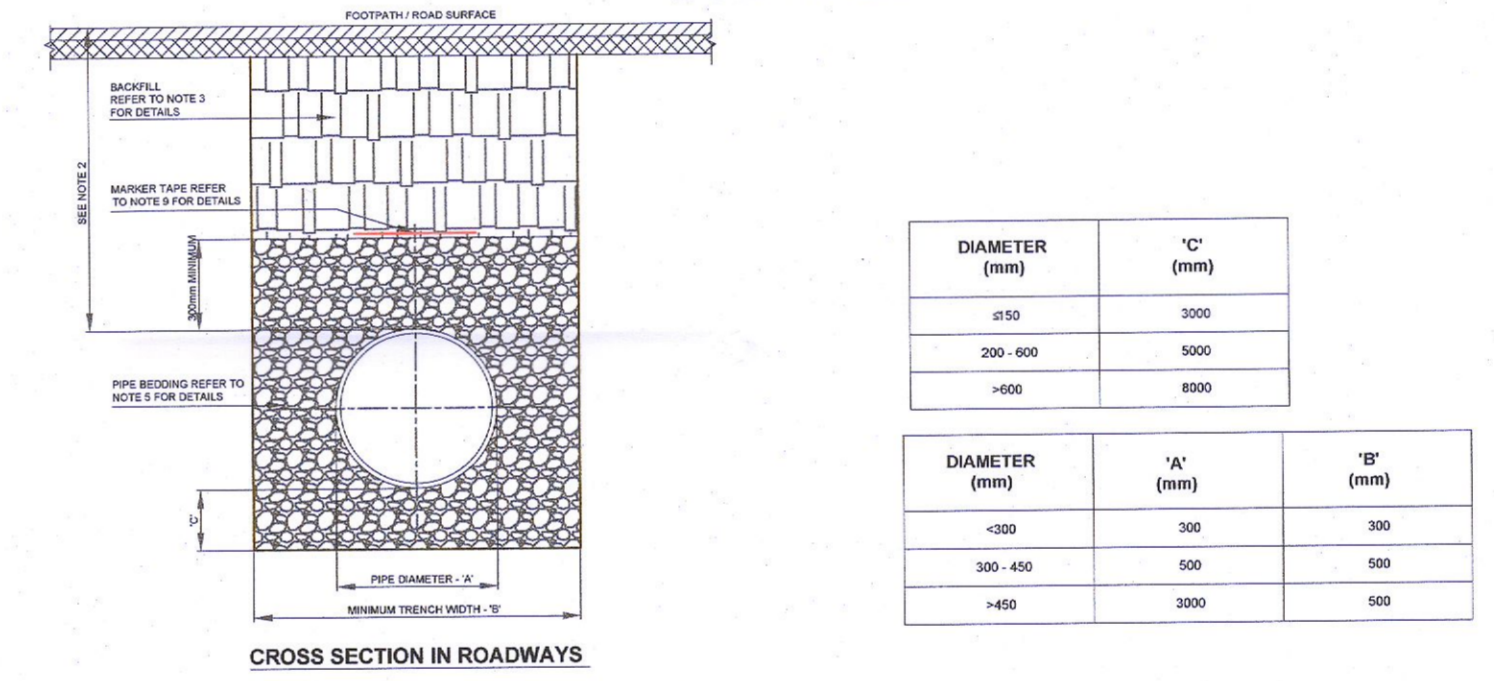 FOOTPATH / ROAD SURFACE
BACKFILL
REFER TO NOTE 3
FOR DETAILS
SEE NOTE 2
MARKER TAPE REFER
TO NOTE 9 FOR DETAILS
300mm MINIMUM
PIPE BEDDING REFER TO
NOTE 5 FOR DETAILS
'C'
PIPE DIAMETER - 'A'
MINIMUM TRENCH WIDTH - 'B'
CROSS SECTION IN ROADWAYS
DIAMETER 'C'
(mm) (mm)
≤150 3000
200 - 600 5000
>600 8000
DIAMETER 'A' 'B'
(mm) (mm) (mm)
<300 300 300
300 - 450 500 500
>450 3000 500